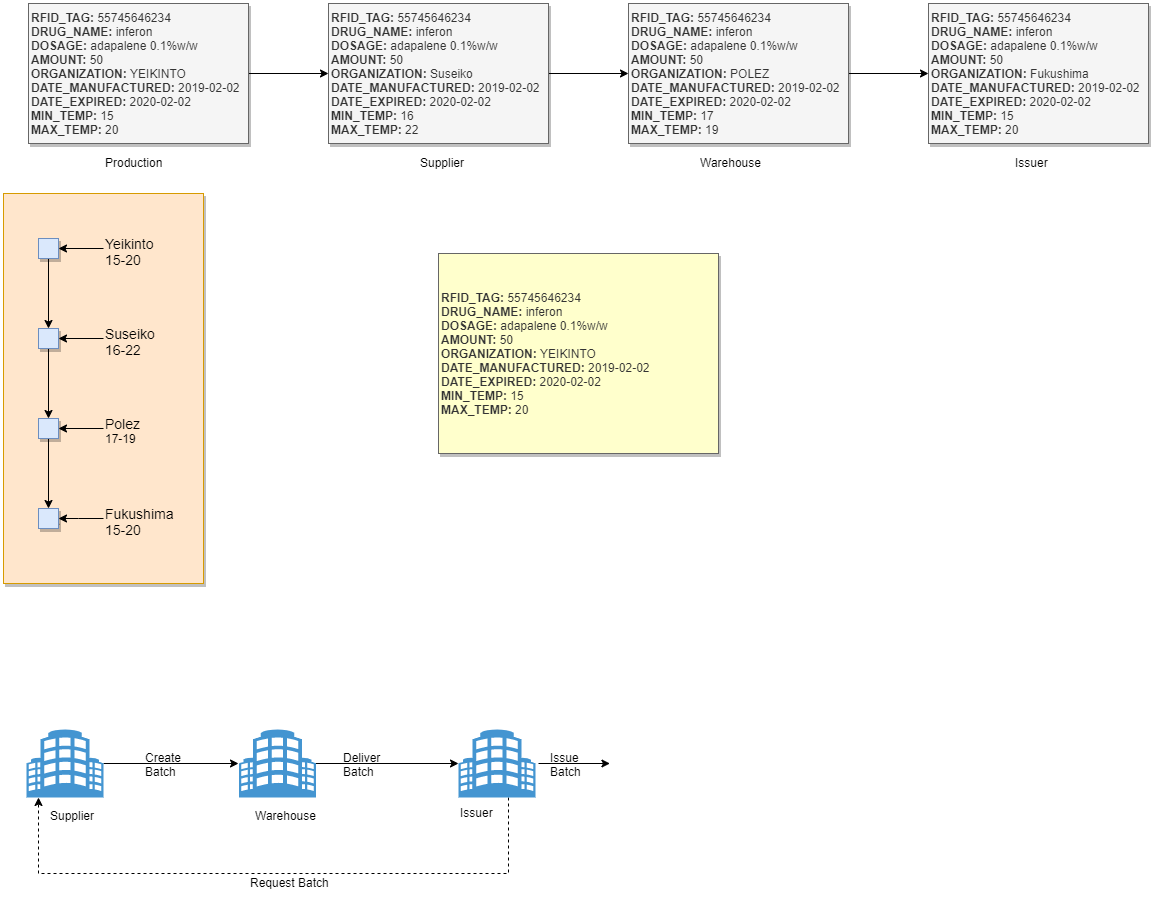 RFID_TAG: 55745646234
DRUG_NAME: inferon
DOSAGE: adapalene 0.1%w/w
AMOUNT: 50
ORGANIZATION: YEIKINTO
DATE_MANUFACTURED: 2019-02-02
DATE_EXPIRED: 2020-02-02
MIN_TEMP: 15
MAX_TEMP: 20
Production
RFID_TAG: 55745646234
DRUG_NAME: inferon
DOSAGE: adapalene 0.1%w/w
AMOUNT: 50
ORGANIZATION: Suseiko
DATE_MANUFACTURED: 2019-02-02
DATE_EXPIRED: 2020-02-02
MIN_TEMP: 16
MAX_TEMP: 22
Supplier
RFID_TAG: 55745646234
DRUG_NAME: inferon
DOSAGE: adapalene 0.1%w/w
AMOUNT: 50
ORGANIZATION: POLEZ
DATE_MANUFACTURED: 2019-02-02
DATE_EXPIRED: 2020-02-02
MIN_TEMP: 17
MAX_TEMP: 19
Warehouse
RFID_TAG: 55745646234
DRUG_NAME: inferon
DOSAGE: adapalene 0.1%w/w
AMOUNT: 50
ORGANIZATION: Fukushima
DATE_MANUFACTURED: 2019-02-02
DATE_EXPIRED: 2020-02-02
MIN_TEMP: 15
MAX_TEMP: 20
Issuer
Yeikinto
15-20
Suseiko
16-22
Polez
17-19
Fukushima
15-20
RFID_TAG: 55745646234
DRUG_NAME: inferon
DOSAGE: adapalene 0.1%w/w
AMOUNT: 50
ORGANIZATION: YEIKINTO
DATE_MANUFACTURED: 2019-02-02
DATE_EXPIRED: 2020-02-02
MIN_TEMP: 15
MAX_TEMP: 20
Create
Batch
Deliver
Batch
Issue
Batch
Supplier
Warehouse
Issuer
Request Batch